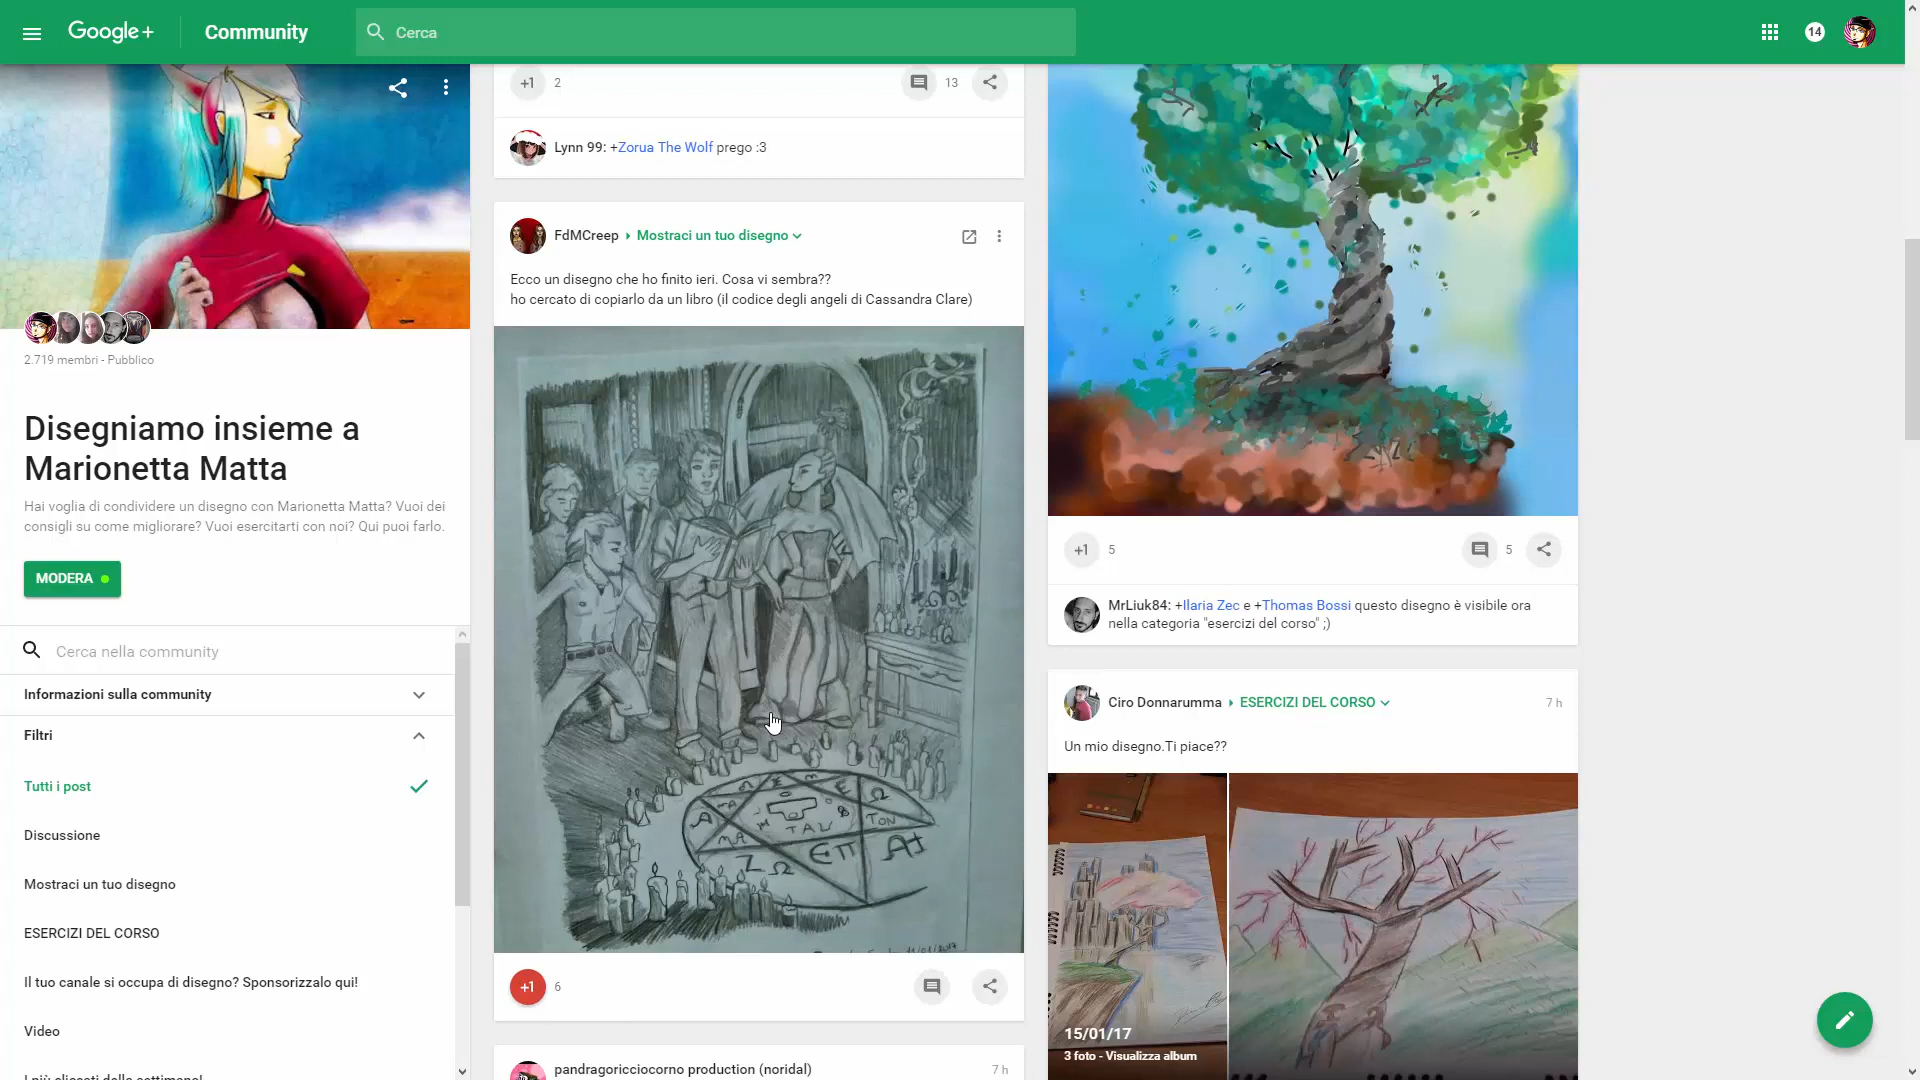 Google+
Community
Cerca
14
2.719 membri - Pubblico
Disegniamo insieme a
Marionetta Matta
Hai voglia di condividere un disegno con Marionetta Matta? Vuoi dei
consigli su come migliorare? Vuoi esercitarti con noi? Qui puoi farlo.
MODERA
Cerca nella community
Informazioni sulla community
Filtri
Tutti i post
Discussione
Mostraci un tuo disegno
ESERCIZI DEL CORSO
Il tuo canale si occupa di disegno? Sponsorizzalo qui!
Video
+1 2
13
Lynn 99: +Zorua The Wolf prego :3
FdMCreep
Mostraci un tuo disegno
Ecco un disegno che ho finito ieri. Cosa vi sembra??
ho cercato di copiarlo da un libro (il codice degli angeli di Cassandra Clare)
TAU
TON
+1 6
pandragoricciocorno production (noridal)
7 h
+1 5
5
MrLiuk84: +Ilaria Zec e +Thomas Bossi questo disegno è visibile ora
nella categoria "esercizi del corso" ;)
Ciro Donnarumma
ESERCIZI DEL CORSO
7 h
Un mio disegno.Ti piace??
15/01/17
3 foto - Visualizza album